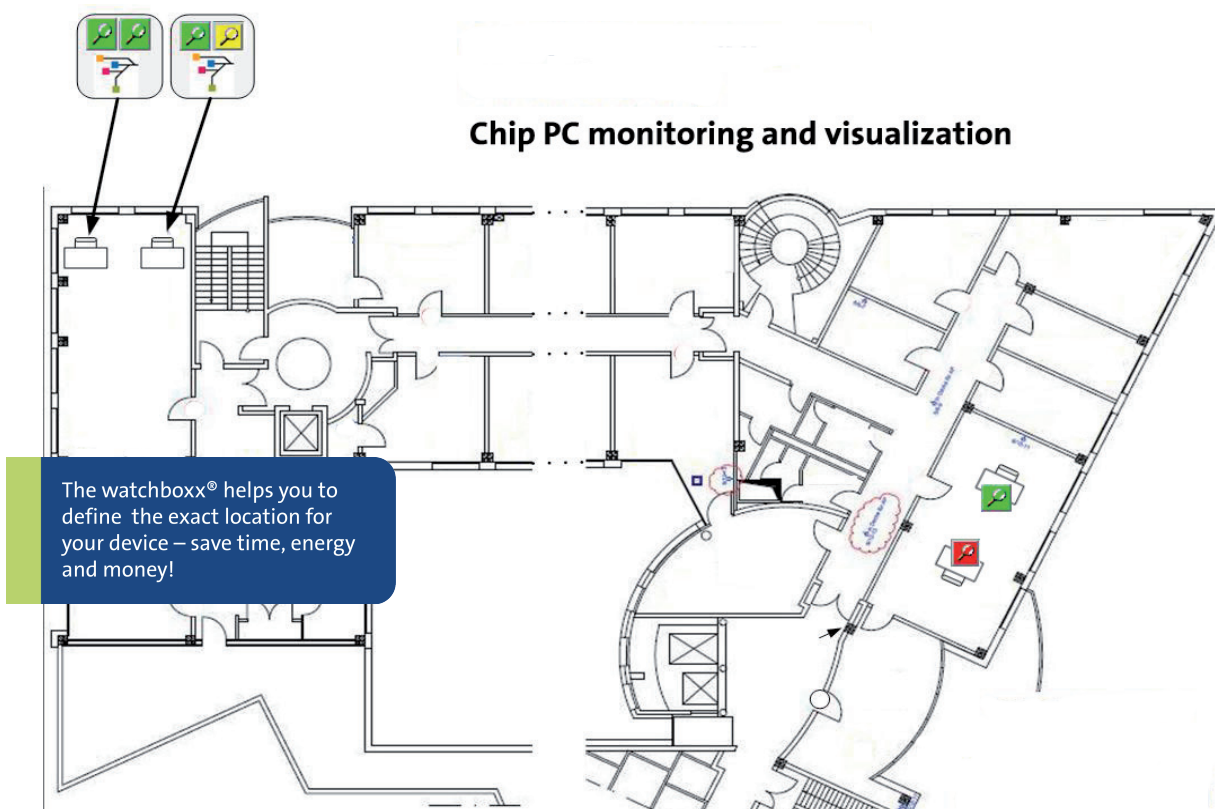 Chip PC monitoring and visualization
The watchboxx® helps you to
define  the exact location for
your device – save time, energy
and money!